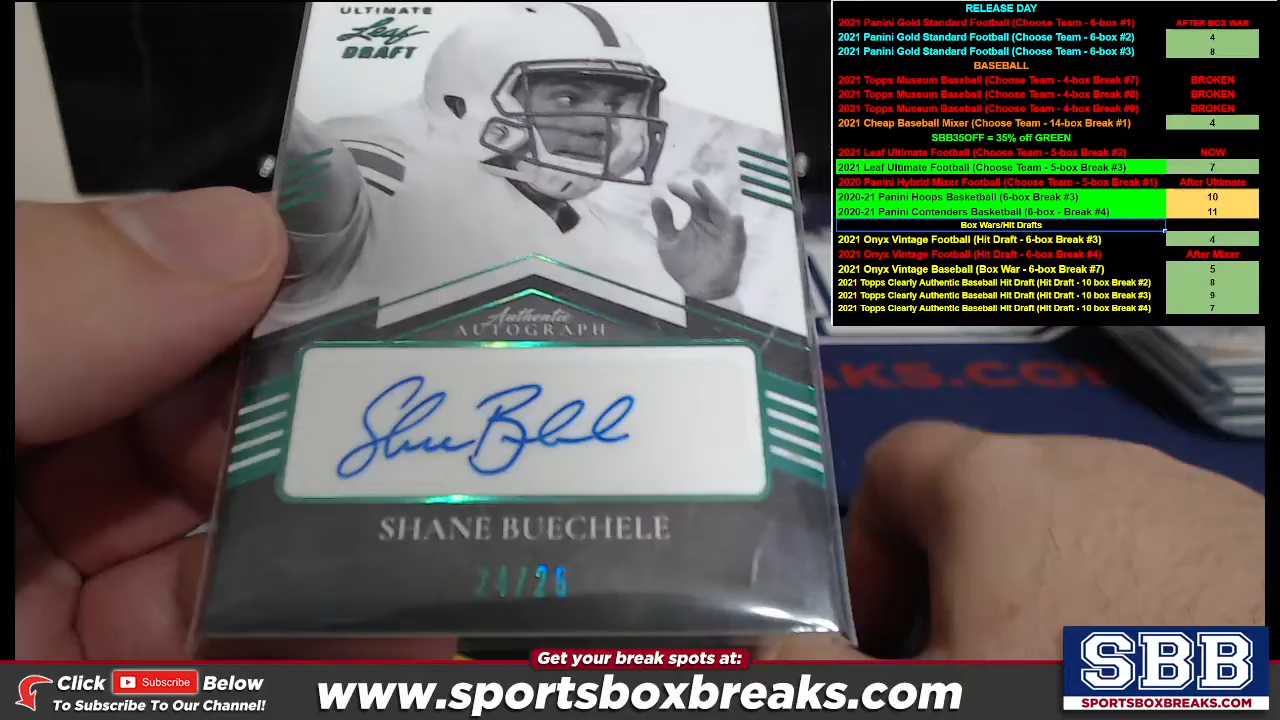 ULTIMATE
Leaf
DRAFT
Authentic
AUTOGRAPH
SHANE BUECHELE
24/25
RELEASE DAY
2021 Panini Gold Standard Football (Choose Team - 6-box #1) AFTER BOX WAR
2021 Panini Gold Standard Football (Choose Team - 6-box #2) 4
2021 Panini Gold Standard Football (Choose Team - 6-box #3) 8
BASEBALL
2021 Topps Museum Baseball (Choose Team - 4-box Break #7) BROKEN
2021 Topps Museum Baseball (Choose Team - 4-box Break #8) BROKEN
2021 Topps Museum Baseball (Choose Team - 4-box Break #9) BROKEN
2021 Cheap Baseball Mixer (Choose Team - 14-box Break #1) 4
SBB35OFF = 35% off GREEN
2021 Leaf Ultimate Football (Choose Team - 5-box Break #2) NOW
2021 Leaf Ultimate Football (Choose Team - 5-box Break #3) 7
2020 Panini Hybrid Mixer Football (Choose Team - 5-box Break #1) After Ultimate
2020-21 Panini Hoops Basketball (6-box Break #3) 10
2020-21 Panini Contenders Basketball (6-box - Break #4) 11
Box Wars/Hit Drafts
2021 Onyx Vintage Football (Hit Draft - 6-box Break #3) 4
2021 Onyx Vintage Football (Hit Draft - 6-box Break #4) After Mixer
2021 Onyx Vintage Baseball (Box War - 6-box Break #7) 5
2021 Topps Clearly Authentic Baseball Hit Draft (Hit Draft - 10 box Break #2) 8
2021 Topps Clearly Authentic Baseball Hit Draft (Hit Draft - 10 box Break #3) 9
2021 Topps Clearly Authentic Baseball Hit Draft (Hit Draft - 10 box Break #4) 7
KS.COM
Get your break spots at:
Click Subscribe Below
To Subscribe To Our Channel!
www.sportsboxbreaks.com
SBB
SPORTSBOXBREAKS.COM